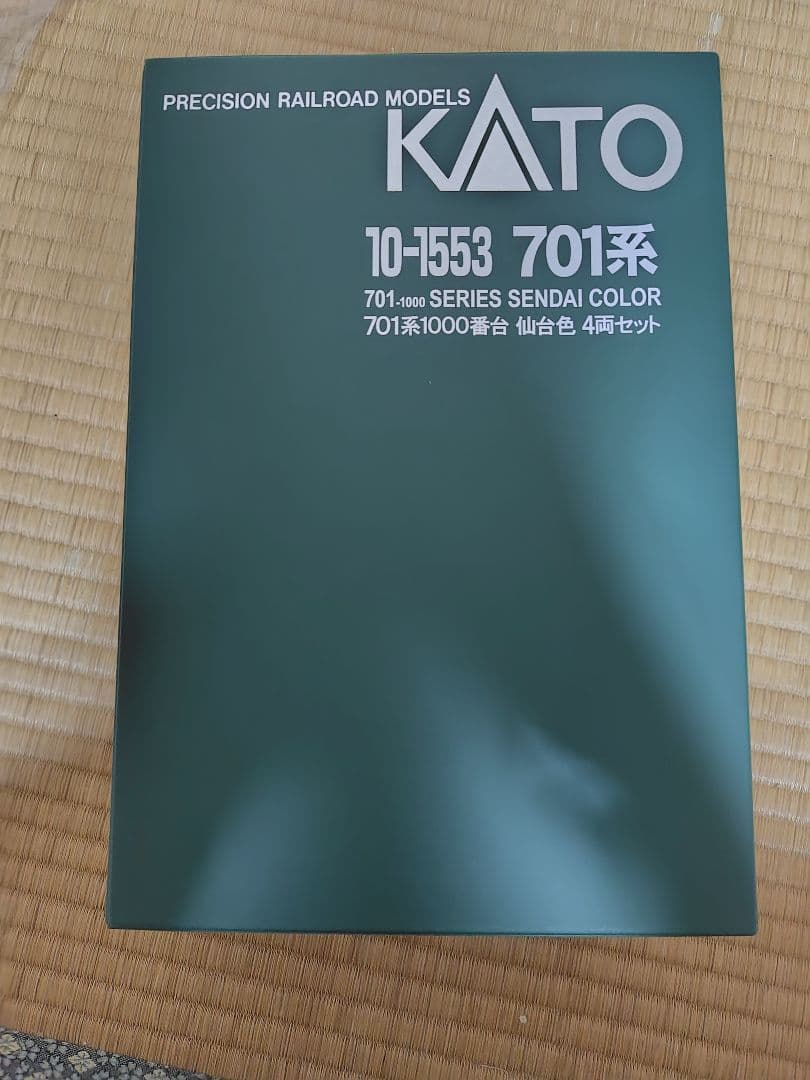 PRECISION RAILROAD MODELS
KATO
10-1553 701系
701-1000 SERIES SENDAI COLOR
701系1000番台 仙台色 4両セット